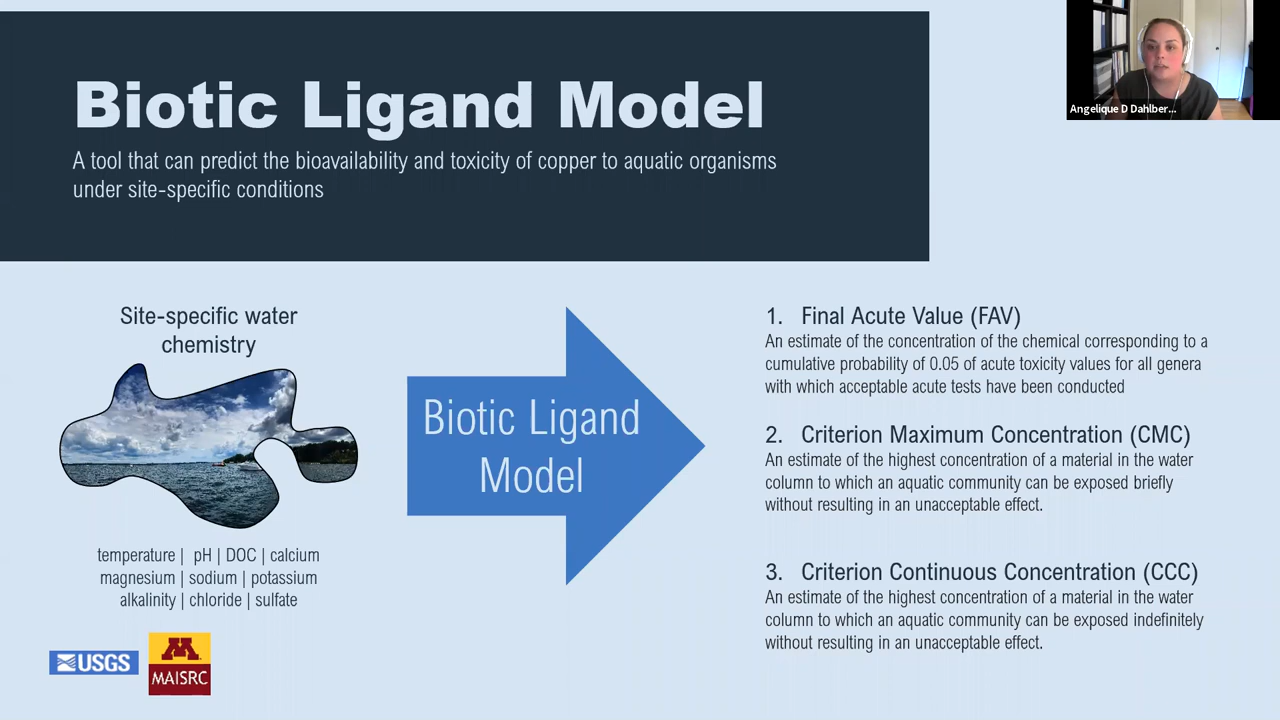 Biotic Ligand Model
A tool that can predict the bioavailability and toxicity of copper to aquatic organisms
under site-specific conditions
Angelique D Dahlber...
Site-specific water
chemistry
temperature | pH | DOC | calcium
magnesium | sodium | potassium
alkalinity | chloride | sulfate
Biotic Ligand
Model
1. Final Acute Value (FAV)
An estimate of the concentration of the chemical corresponding to a
cumulative probability of 0.05 of acute toxicity values for all genera
with which acceptable acute tests have been conducted
2. Criterion Maximum Concentration (CMC)
An estimate of the highest concentration of a material in the water
column to which an aquatic community can be exposed briefly
without resulting in an unacceptable effect.
3. Criterion Continuous Concentration (CCC)
An estimate of the highest concentration of a material in the water
column to which an aquatic community can be exposed indefinitely
without resulting in an unacceptable effect.
USGS
M
MAISRC